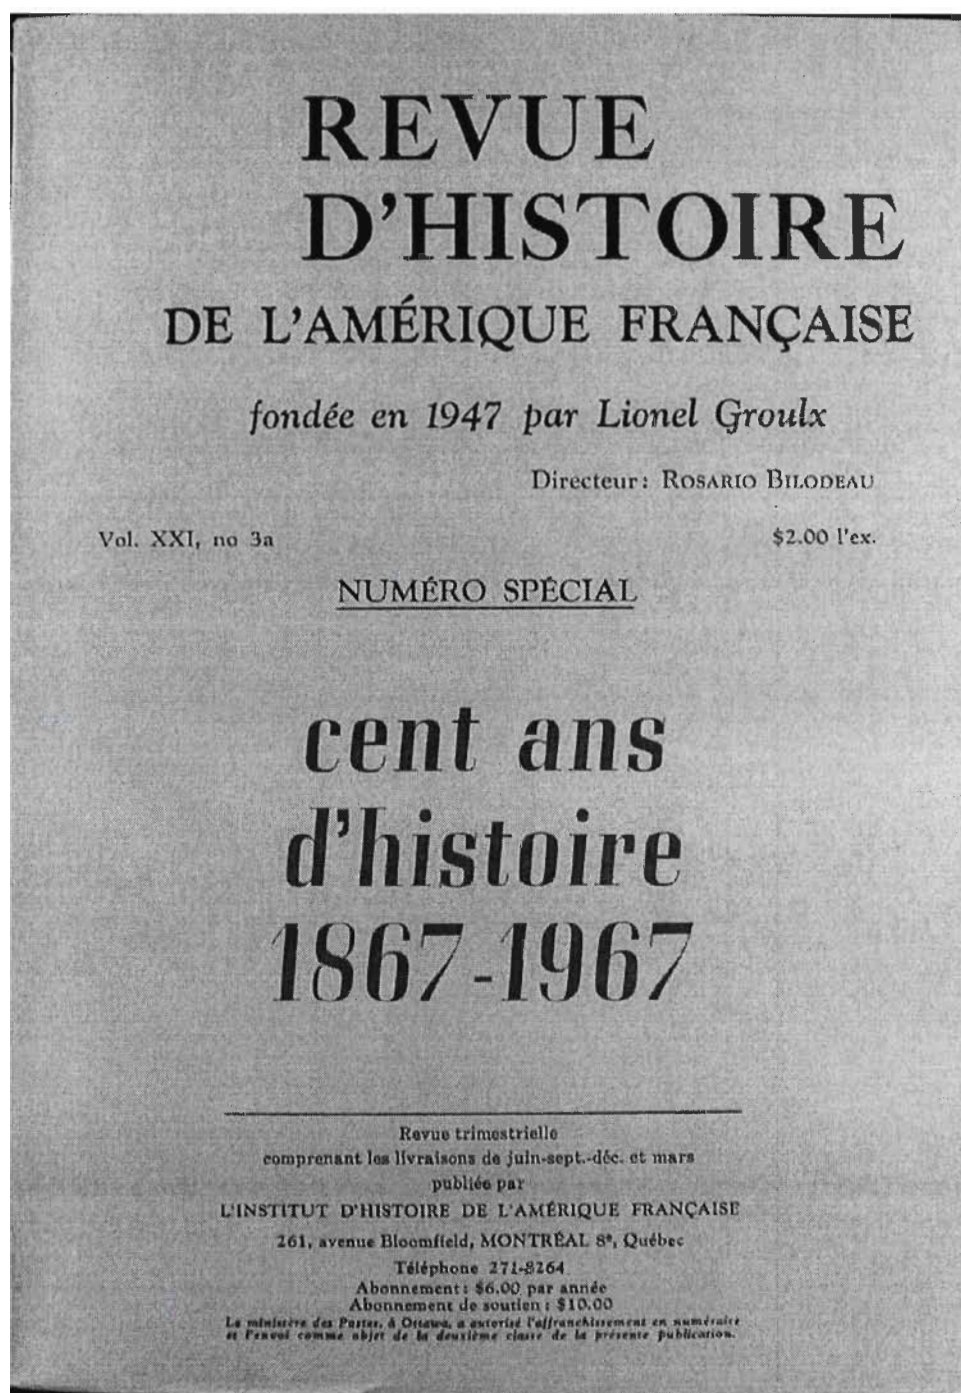 REVUE
D'HISTOIRE
DE L'AMÉRIQUE FRANÇAISE
fondée en 1947 par Lionel Groulx
Directeur: ROSARIO BILODEAU
Vol. XXI, no 3a
$2.00 l'ex.
NUMÉRO SPÉCIAL
cent ans
d'histoire
1867-1967
Revue trimestrielle
comprenant les livraisons de juin-sept.-déc. et mars
publiée par
L'INSTITUT D'HISTOIRE DE L'AMÉRIQUE FRANÇAISE
261, avenue Bloomfield, MONTRÉAL 8e, Québec
Téléphone 271-8264
Abonnement: $6.00 par année
Abonnement de soutien: $10.00
Le ministère des Postes, à Ottawa, a autorisé l'affranchissement en numéraire
et l'envoi comme objet de la deuxième classe de la présente publication.